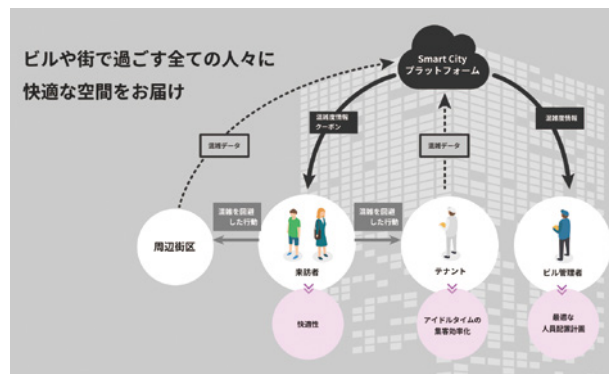 ビルや街で過ごす全ての人々に
快適な空間をお届け
Smart City
プラットフォーム
混雑度情報
クーポン
混雑度情報
混雑データ
混雑データ
混雑を回避
した行動
混雑を回避
した行動
周辺街区
来訪者
テナント
ビル管理者
快適性
アイドルタイムの
集客効率化
最適な
人員配置計画